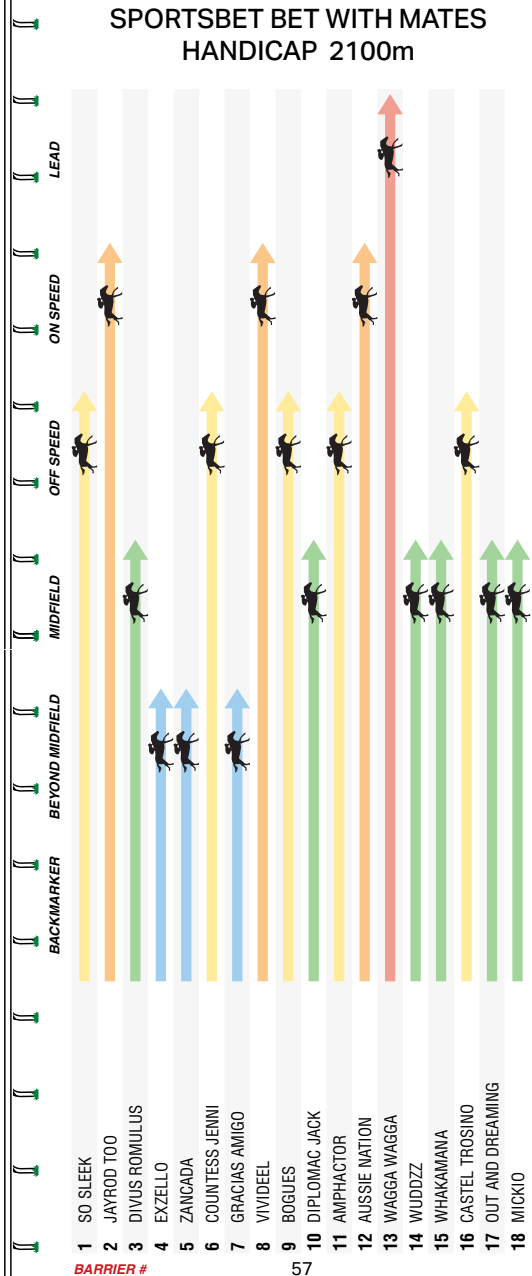 SPORTSBET BET WITH MATES
HANDICAP 2100m
LEAD
ON SPEED
OFF SPEED
MIDFIELD
BEYOND MIDFIELD
BACKMARKER
1 SO SLEEK
2 JAYROD TOO
3 DIVUS ROMULUS
4 EXZELLO
5 ZANCADA
6 COUNTESS JENNI
7 GRACIAS AMIGO
8 VIVIDEEL
9 BOGUES
10 DIPLOMAC JACK
11 AMPHACTOR
12 AUSSIE NATION
13 WAGGA WAGGA
14 WUDDZZ
15 WHAKAMANA
16 CASTEL TROSINO
17 OUT AND DREAMING
18 MICKIO
BARRIER #
57